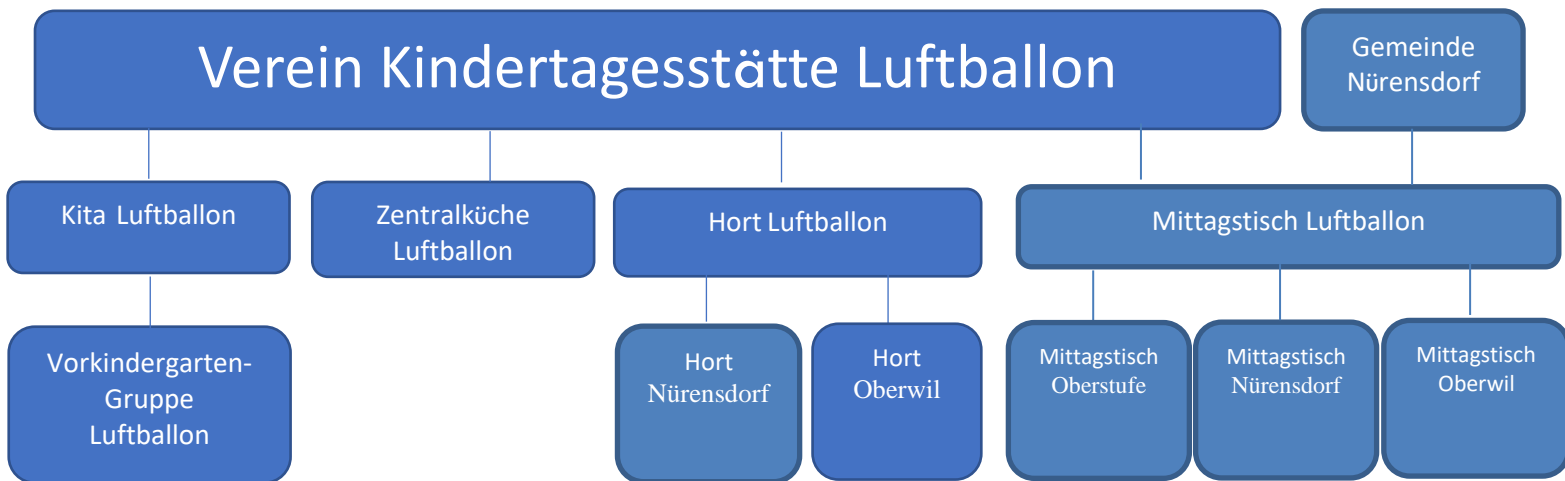 Verein Kindertagesstätte Luftballon
Gemeinde
Nürensdorf
Kita Luftballon
Zentralküche
Luftballon
Hort Luftballon
Mittagstisch Luftballon
Vorkindergarten-
Gruppe
Luftballon
Hort
Nürensdorf
Hort
Oberwil
Mittagstisch
Oberstufe
Mittagstisch
Nürensdorf
Mittagstisch
Oberwil